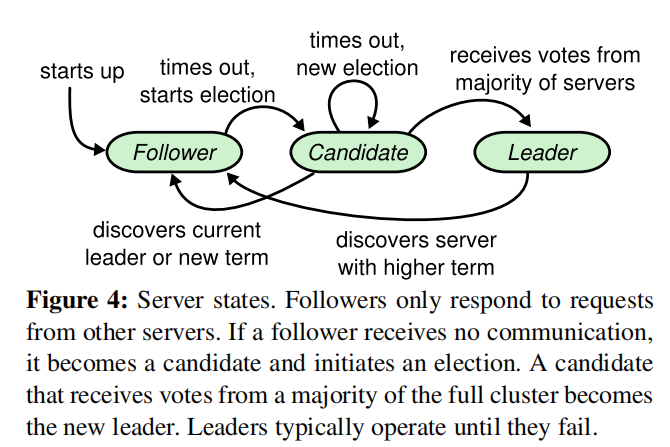 starts up
times out,
starts election
times out,
new election
receives votes from
majority of servers
Follower
Candidate
Leader
discovers current
leader or new term
discovers server
with higher term
Figure 4: Server states. Followers only respond to requests
from other servers. If a follower receives no communication,
it becomes a candidate and initiates an election. A candidate
that receives votes from a majority of the full cluster becomes
the new leader. Leaders typically operate until they fail.